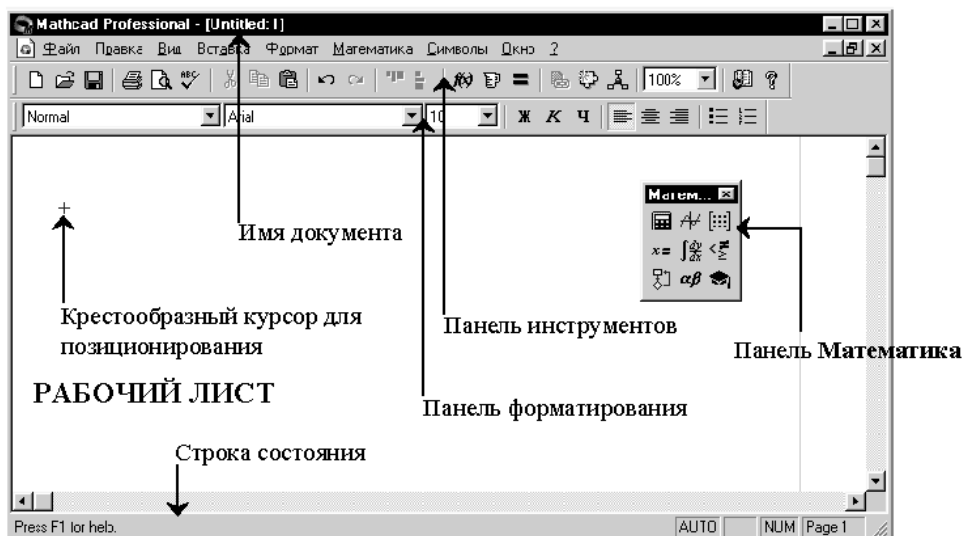 Mathcad Professional - [Untitled:1]
Файл Правка Вид Вставка Формат Математика Символы Окно ?
100%
Normal Arial 10 Ж К Ч
Матем...
x=
αβ
Имя документа
Крестообразный курсор для
позиционирования
Панель инструментов
Панель Математика
РАБОЧИЙ ЛИСТ
Панель форматирования
Строка состояния
Press F1 for help. AUTO NUM Page 1